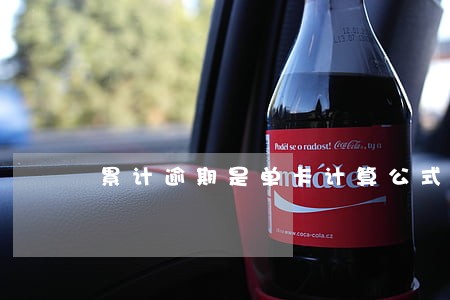 Poděl se o radost! Coca-Cola, ty a
累计逾期是单卡计算公式
www.coca-cola.cz